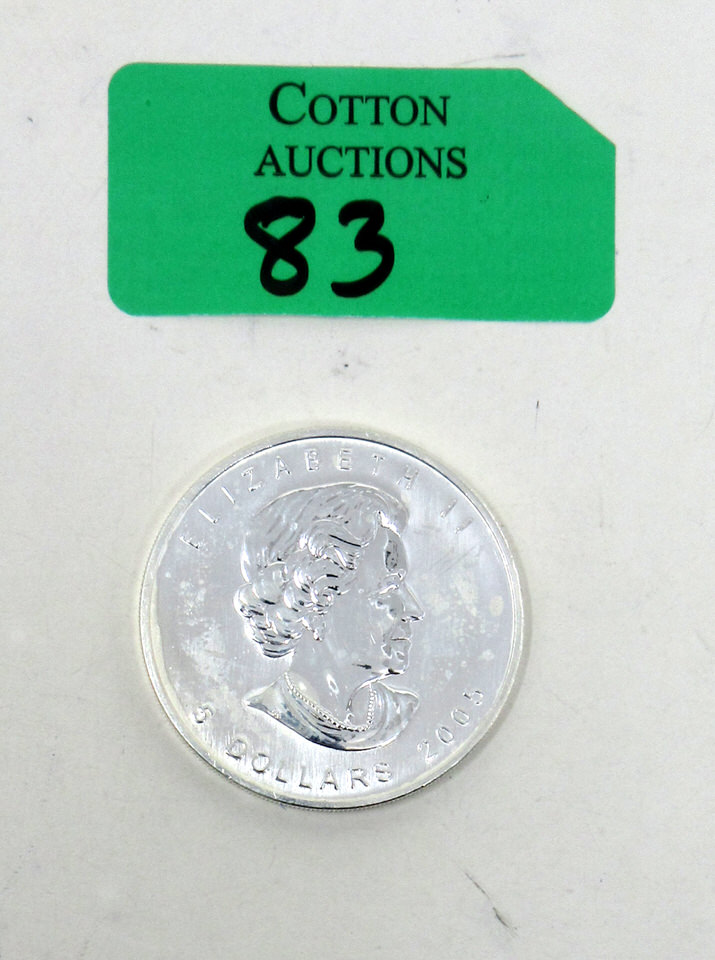 COTTON
AUCTIONS
83
ELIZABETH II
5 DOLLARS 2005